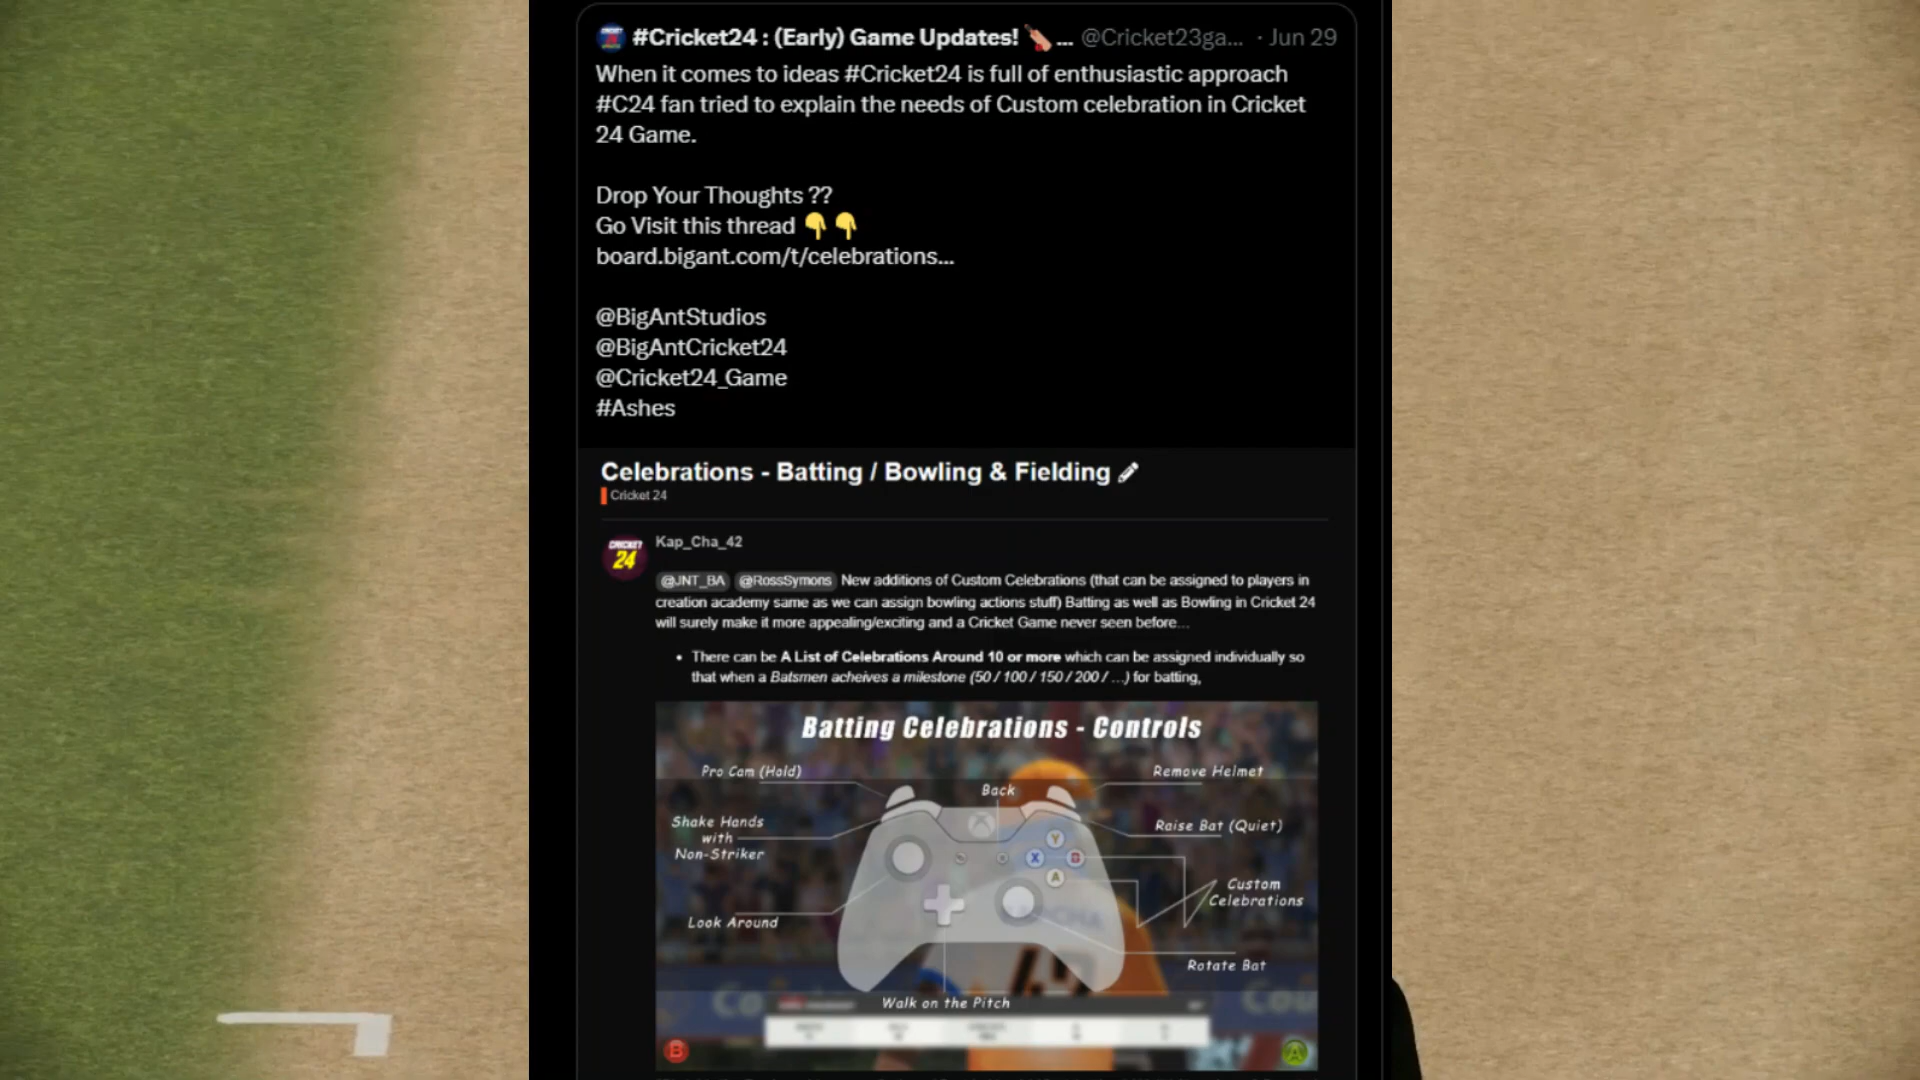 #Cricket24 : (Early) Game Updates! 🏏... @Cricket23ga... · Jun 29
When it comes to ideas #Cricket24 is full of enthusiastic approach
#C24 fan tried to explain the needs of Custom celebration in Cricket
24 Game.
Drop Your Thoughts ??
Go Visit this thread 👇👇
board.bigant.com/t/celebrations...
@BigAntStudios
@BigAntCricket24
@Cricket24_Game
#Ashes
Celebrations - Batting / Bowling & Fielding
Cricket 24
CRICKET
24
Kap_Cha_42
@JNT_BA @RossSymons New additions of Custom Celebrations (that can be assigned to players in
creation academy same as we can assign bowling actions stuff) Batting as well as Bowling in Cricket 24
will surely make it more appealing/exciting and a Cricket Game never seen before...
• There can be A List of Celebrations Around 10 or more which can be assigned individually so
that when a Batsmen acheives a milestone (50 / 100 / 150 / 200 / ...) for batting,
Batting Celebrations - Controls
Pro Cam (Hold)
Remove Helmet
Back
Shake Hands
with
Non-Striker
Raise Bat (Quiet)
Y
X
A
Custom
Celebrations
Look Around
Rotate Bat
Walk on the Pitch
B
A